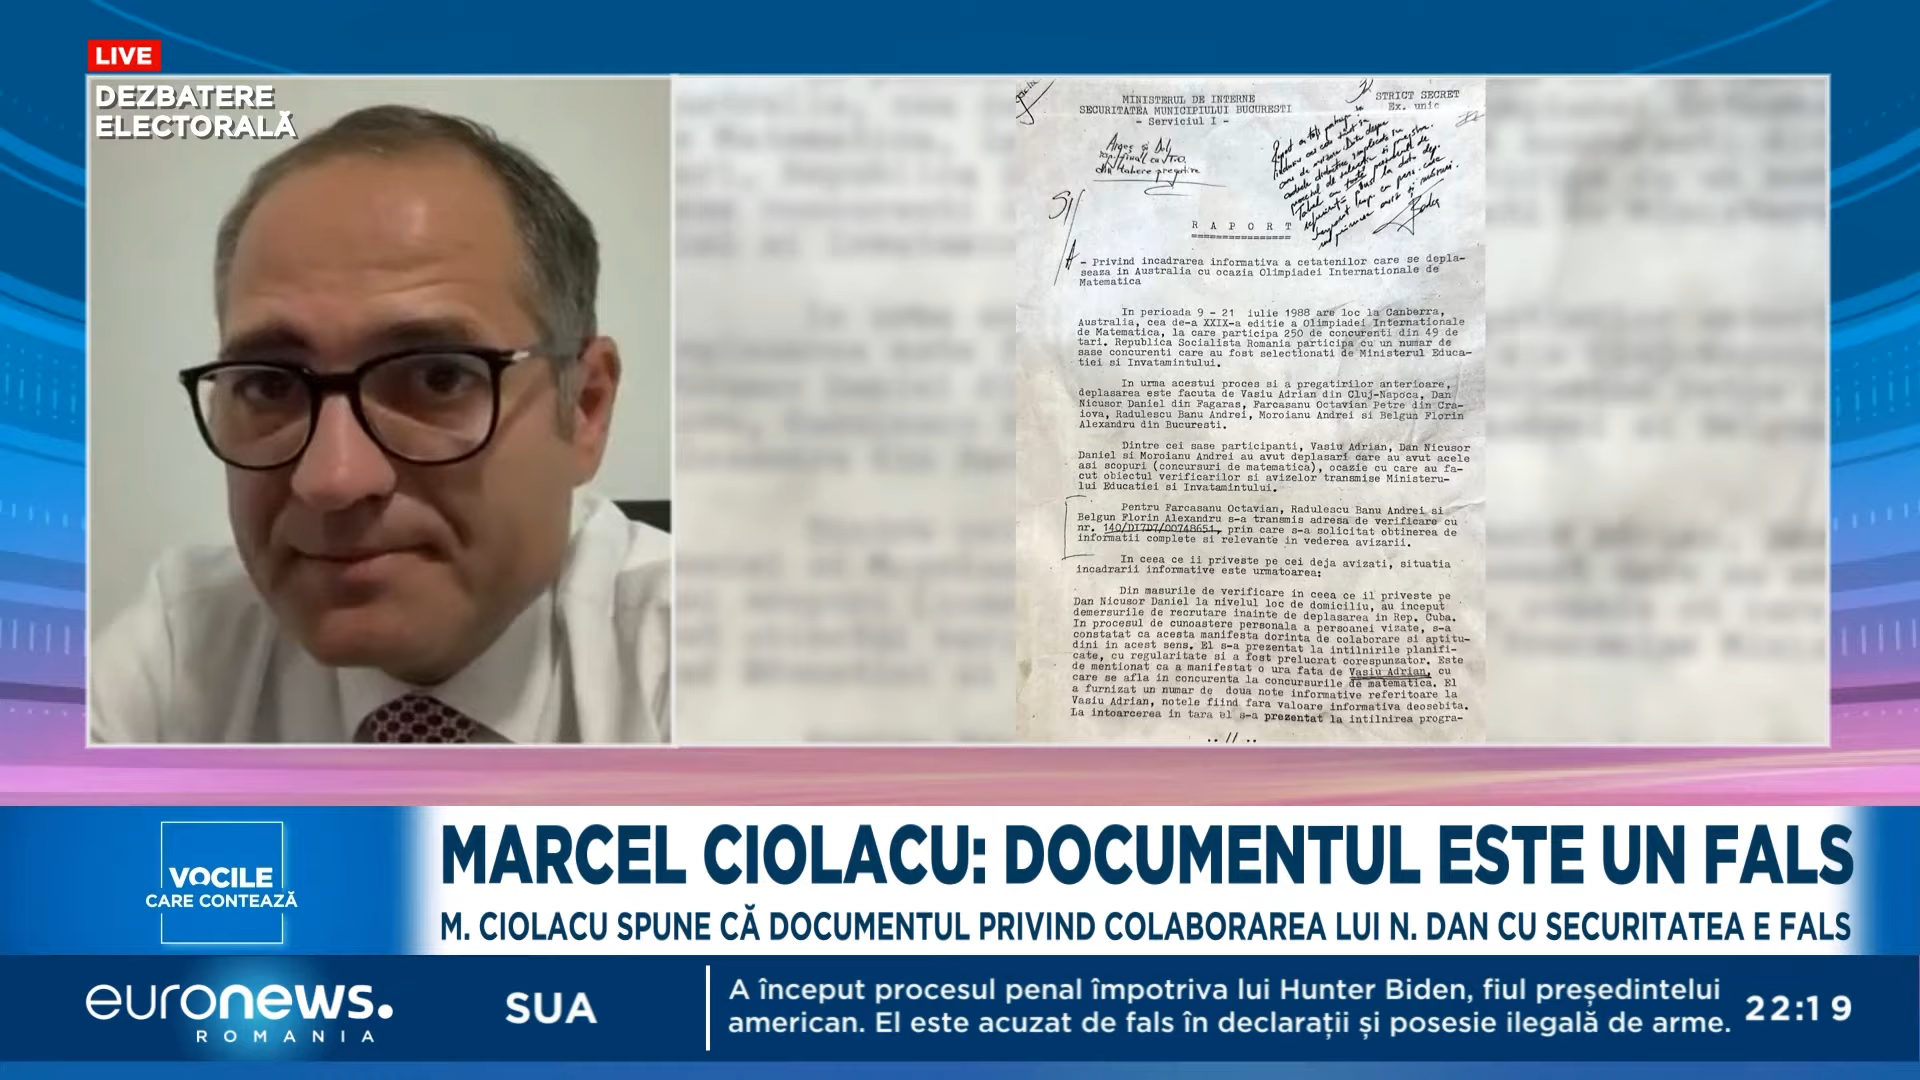 LIVE
DEZBATERE
ELECTORALĂ
MINISTERUL DE INTERNE
SECURITATEA MUNICIPIULUI BUCURESTI
- Serviciul I -
STRICT SECRET
Ex. unic
Argeș si Dolj
din tabere pregatire
SI/A
R A P O R T
- Privind incadrarea informativa a cetatenilor care se depla-
seaza in Australia cu ocazia Olimpiadei Internationale de
Matematica
In perioada 9 - 21 iulie 1988 are loc la Canberra,
Australia, cea de-a XXIX-a editie a Olimpiadei Internationale
de Matematica, la care participa 250 de concurenti din 49 de
tari. Republica Socialista Romania participa cu un numar de
sase concurenti care au fost selectionati de Ministerul Educa-
tiei si Invatamintului.
In urma acestui proces si a pregatirilor anterioare,
deplasarea este facuta de Vasiu Adrian din Cluj-Napoca, Dan
Nicusor Daniel din Fagaras, Farcasanu Octavian Petre din Cra-
iova, Radulescu Banu Andrei, Moroianu Andrei si Belgun Florin
Alexandru din Bucuresti.
Dintre cei sase participanti, Vasiu Adrian, Dan Nicusor
Daniel si Moroianu Andrei au avut deplasari care au avut acele
asi scopuri (concursuri de matematica), ocazie cu care au fa-
cut obiectul verificarilor si avizelor transmise Ministeru-
lui Educatiei si Invatamintului.
Pentru Farcasanu Octavian, Radulescu Banu Andrei si
Belgun Florin Alexandru s-a transmis adresa de verificare cu
nr. 140/DI7D7/00748651, prin care s-a solicitat obtinerea de
informatii complete si relevante in vederea avizarii.
In ceea ce ii priveste pe cei deja avizati, situatia
incadrarii informative este urmatoarea:
Din masurile de verificare in ceea ce il priveste pe
Dan Nicusor Daniel la nivelul loc de domiciliu, au inceput
demersurile de recrutare inainte de deplasarea in Rep. Cuba.
In procesul de cunoastere personala a persoanei vizate, s-a
constatat ca acesta manifesta dorinta de colaborare si aptitu-
dini in acest sens. El s-a prezentat la intilnirile planifi-
cate, cu regularitate si a fost prelucrat corespunzator. Este
de mentionat ca a manifestat o ura fata de Vasiu Adrian, cu
care se afla in concurenta la concursurile de matematica. El
a furnizat un numar de doua note informative referitoare la
Vasiu Adrian, notele fiind fara valoare informativa deosebita.
La intoarcerea in tara el s-a prezentat la intilnirea progra-
.. // ..
MARCEL CIOLACU: DOCUMENTUL ESTE UN FALS
M. CIOLACU SPUNE CĂ DOCUMENTUL PRIVIND COLABORAREA LUI N. DAN CU SECURITATEA E FALS
VOCILE
CARE CONTEAZĂ
euronews.
ROMANIA
SUA
A început procesul penal împotriva lui Hunter Biden, fiul președintelui
american. El este acuzat de fals în declarații și posesie ilegală de arme.
22:19